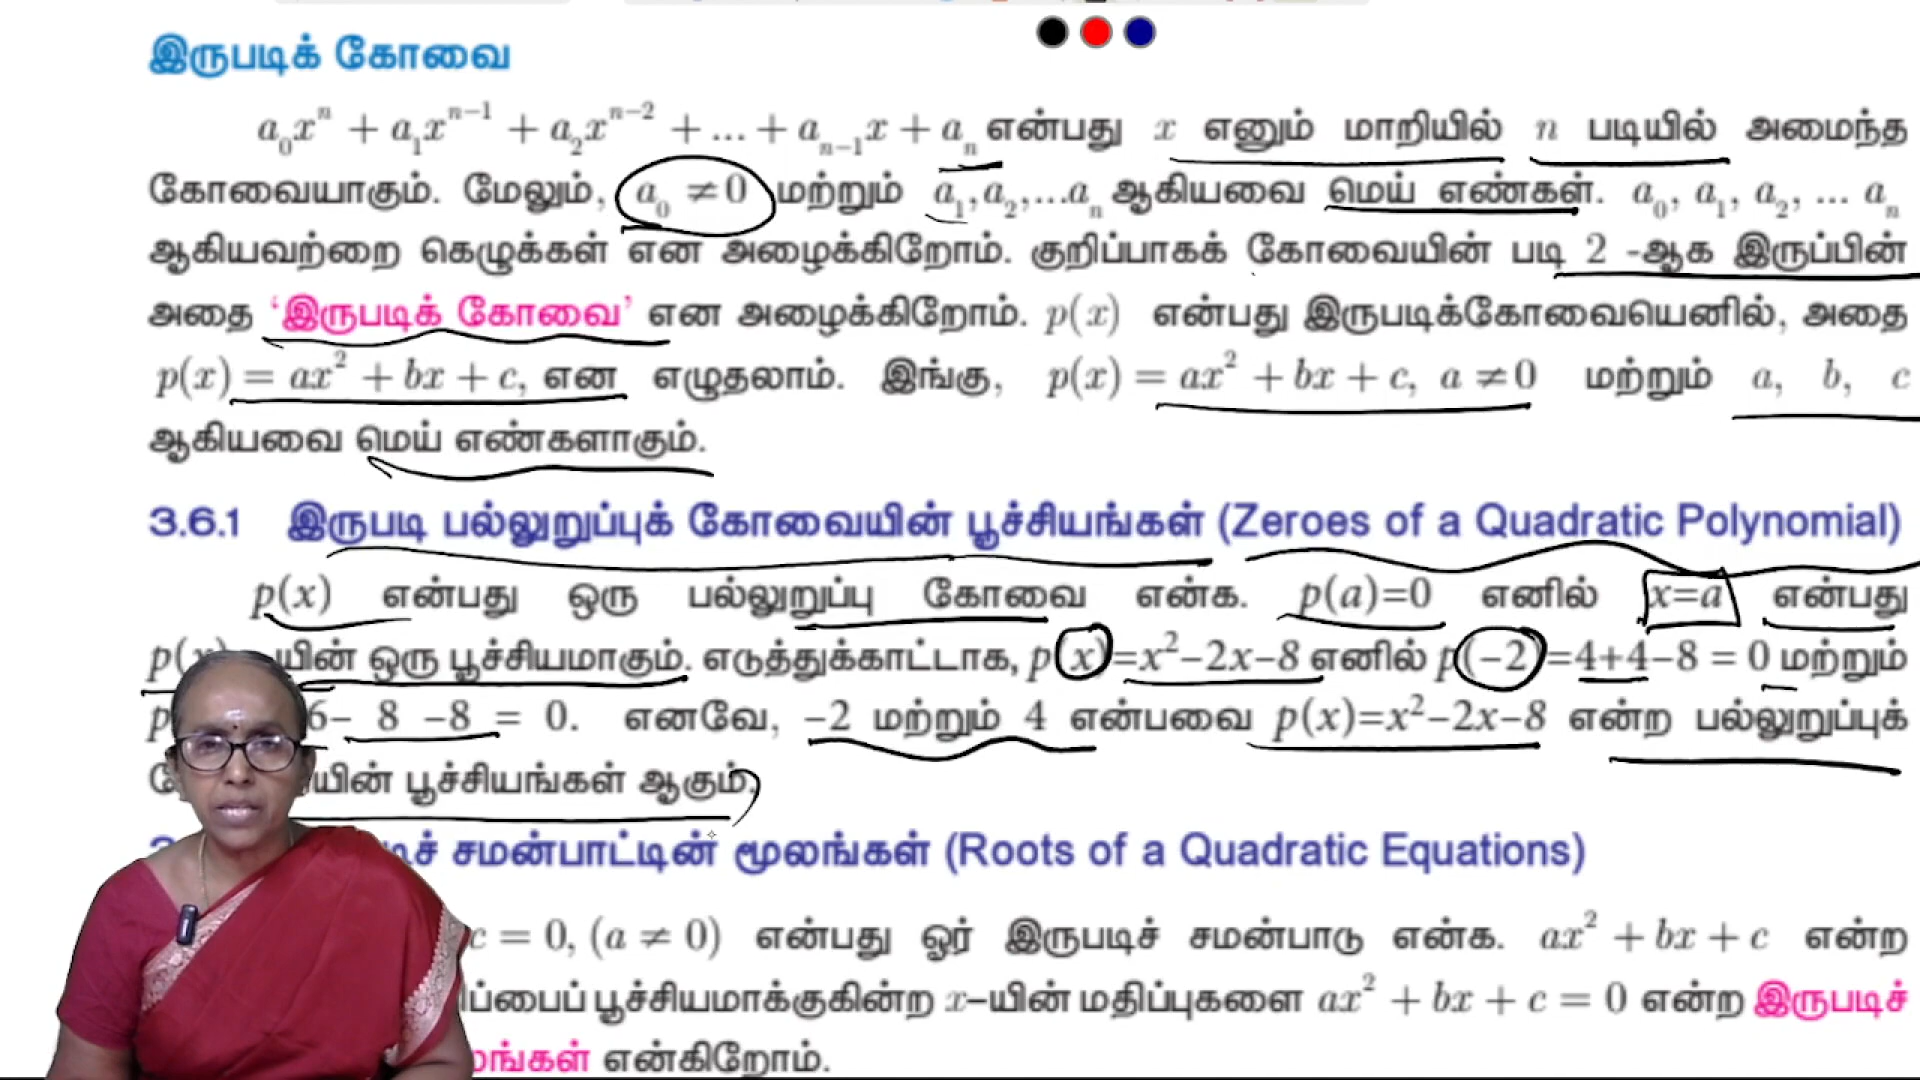 இருபடிக் கோவை
a₀xⁿ + a₁xⁿ⁻¹ + a₂xⁿ⁻² + ... + aₙ₋₁x + aₙ என்பது x எனும் மாறியில் n படியில் அமைந்த
கோவையாகும். மேலும், a₀ ≠ 0 மற்றும் a₁, a₂,...aₙ ஆகியவை மெய் எண்கள். a₀, a₁, a₂, ... aₙ
ஆகியவற்றை கெழுக்கள் என அழைக்கிறோம். குறிப்பாகக் கோவையின் படி 2 -ஆக இருப்பின்
அதை ‘இருபடிக் கோவை’ என அழைக்கிறோம். p(x) என்பது இருபடிக்கோவையெனில், அதை
p(x) = ax² + bx + c, என எழுதலாம். இங்கு, p(x) = ax² + bx + c, a ≠ 0 மற்றும் a, b, c
ஆகியவை மெய் எண்களாகும்.
3.6.1 இருபடி பல்லுறுப்புக் கோவையின் பூச்சியங்கள் (Zeroes of a Quadratic Polynomial)
p(x) என்பது ஒரு பல்லுறுப்பு கோவை என்க. p(a)=0 எனில் x=a என்பது
p(x) யின் ஒரு பூச்சியமாகும். எடுத்துக்காட்டாக, p(x)=x²−2x−8 எனில் p(−2)=4+4−8 = 0 மற்றும்
6− 8 −8 = 0. எனவே, −2 மற்றும் 4 என்பவை p(x)=x²−2x−8 என்ற பல்லுறுப்புக்
யின் பூச்சியங்கள் ஆகும்.
டிச் சமன்பாட்டின் மூலங்கள் (Roots of a Quadratic Equations)
c = 0, (a ≠ 0) என்பது ஓர் இருபடிச் சமன்பாடு என்க. ax² + bx + c என்ற
ப்பைப் பூச்சியமாக்குகின்ற x−யின் மதிப்புகளை ax² + bx + c = 0 என்ற இருபடிச்
ங்கள் என்கிறோம்.